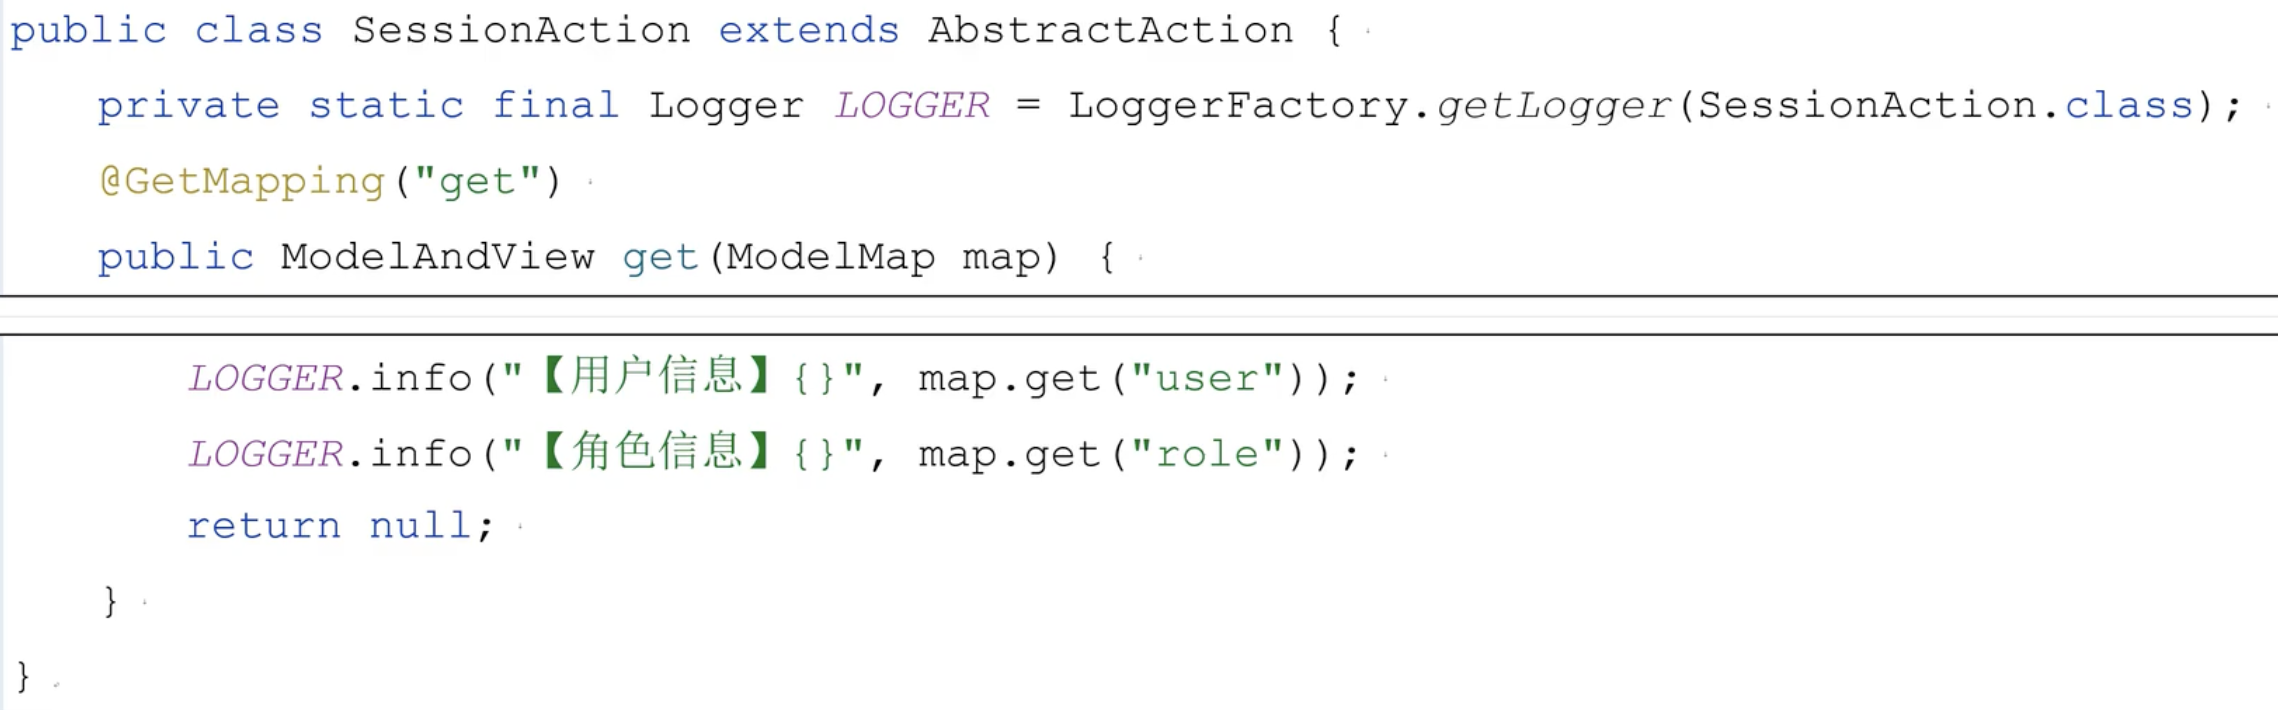 public class SessionAction extends AbstractAction {
    private static final Logger LOGGER = LoggerFactory.getLogger(SessionAction.class);
    @GetMapping("get")
    public ModelAndView get(ModelMap map) {
        LOGGER.info("【用户信息】{}", map.get("user"));
        LOGGER.info("【角色信息】{}", map.get("role"));
        return null;
    }
}